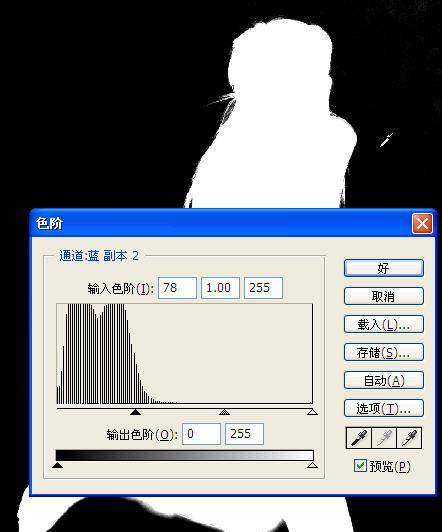 色阶
通道:蓝 副本 2
输入色阶(I): 78 1.00 255
输出色阶(O): 0 255
好
取消
载入(L)...
存储(S)...
自动(A)
选项(T)...
预览(P)